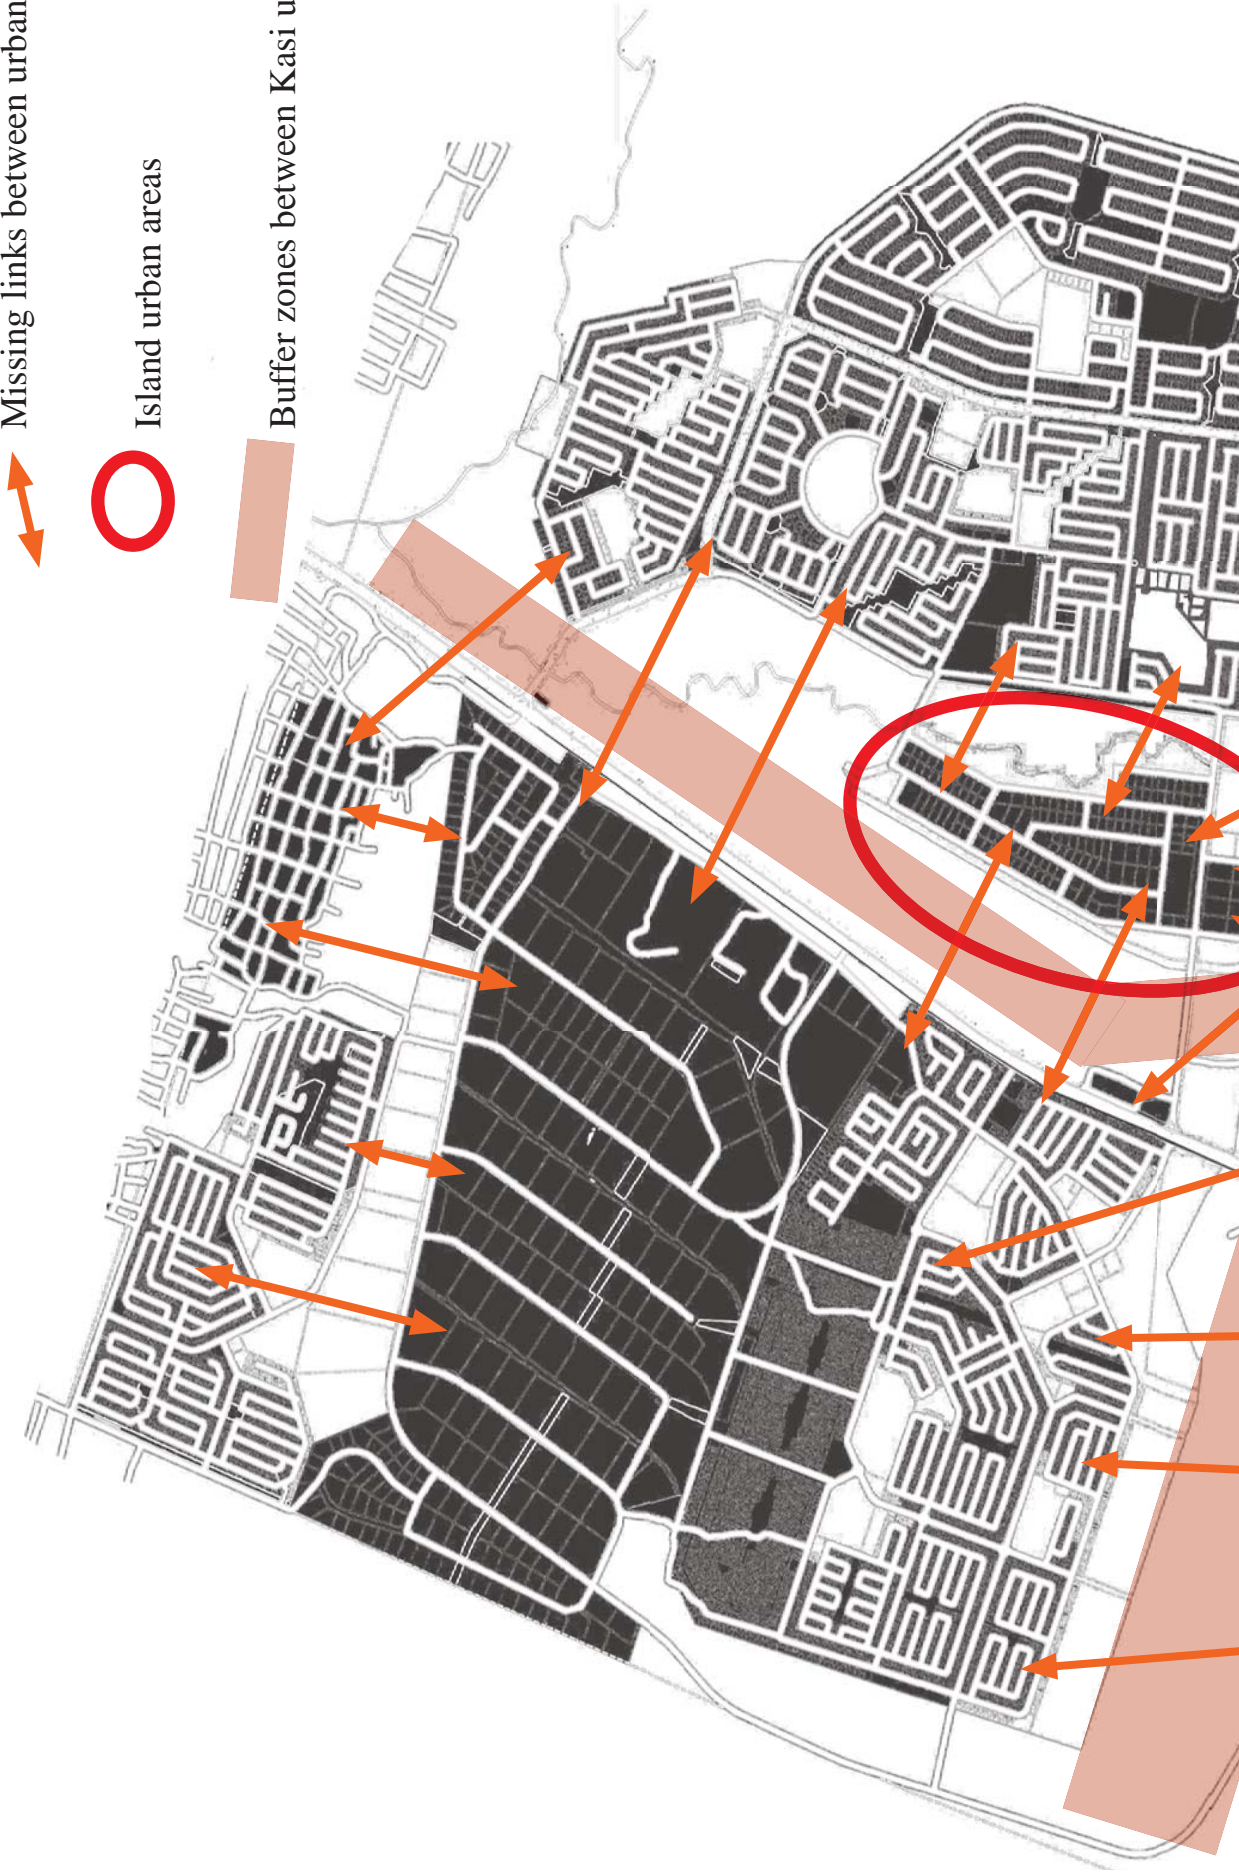 Missing links between urban
Island urban areas
Buffer zones between Kasi u